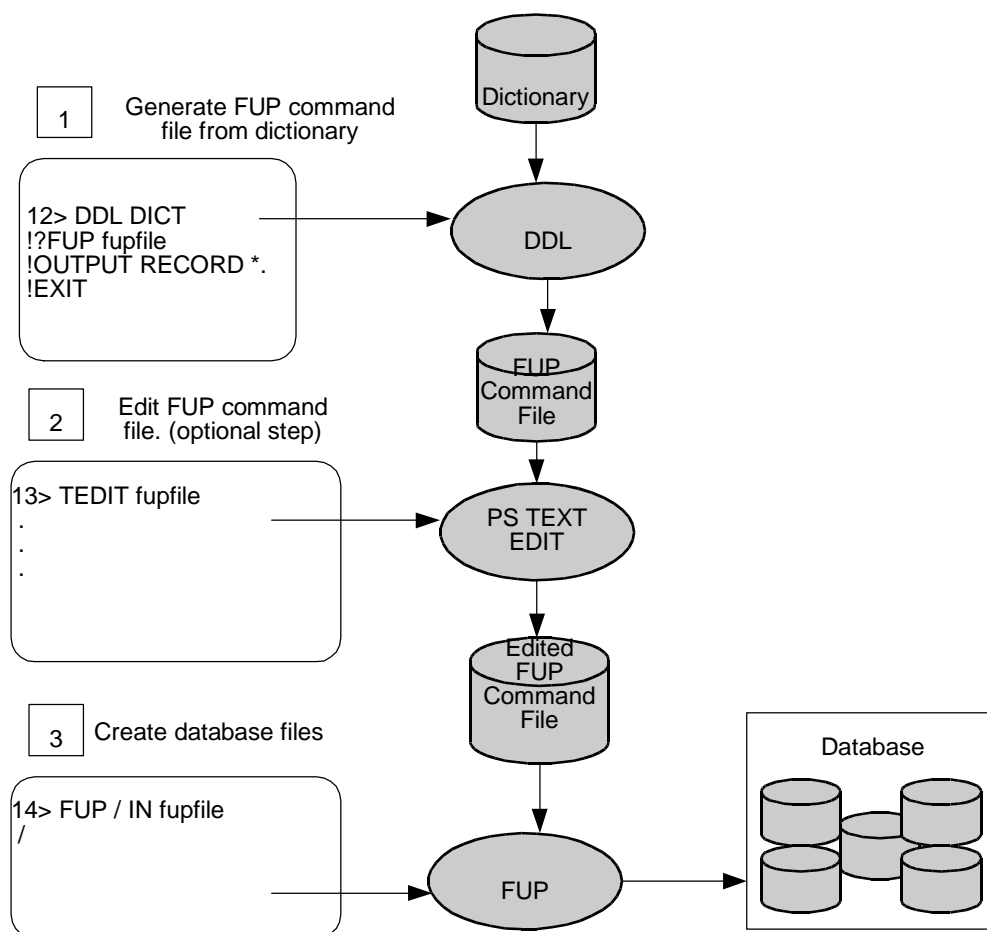 Dictionary
1
Generate FUP command
file from dictionary
12> DDL DICT
!?FUP fupfile
!OUTPUT RECORD *.
!EXIT
DDL
FUP
Command
File
2
Edit FUP command
file. (optional step)
13> TEDIT fupfile
.
.
.
PS TEXT
EDIT
Edited
FUP
Command
File
3
Create database files
14> FUP / IN fupfile
/
FUP
Database